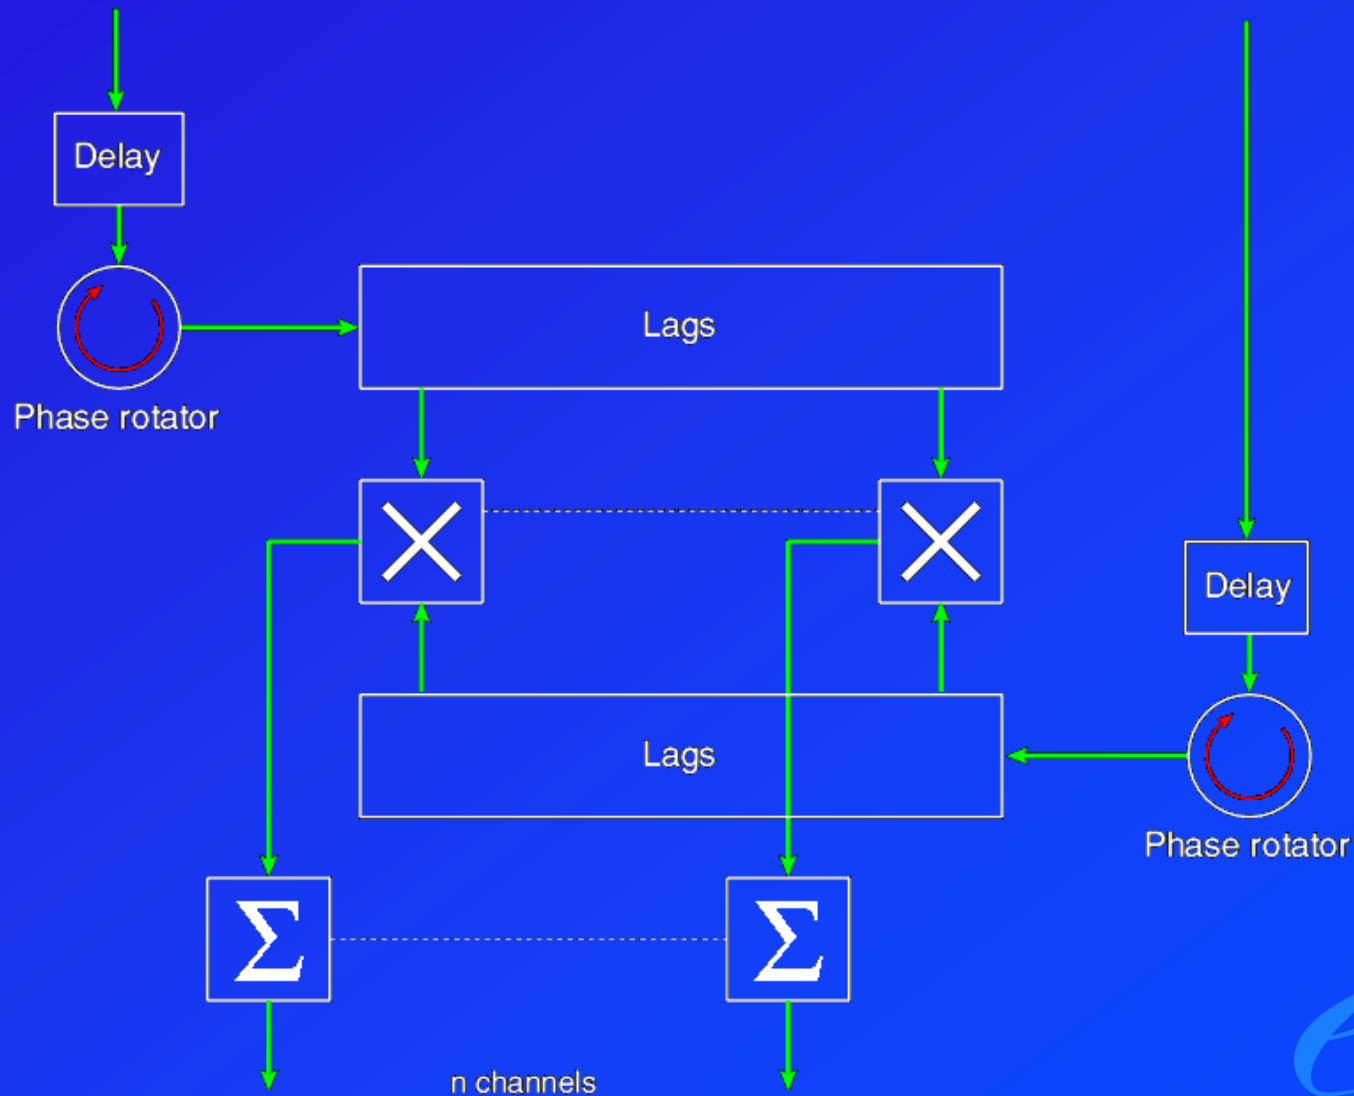 Delay
Lags
Phase rotator
Delay
Lags
Phase rotator
Σ
Σ
n channels
e